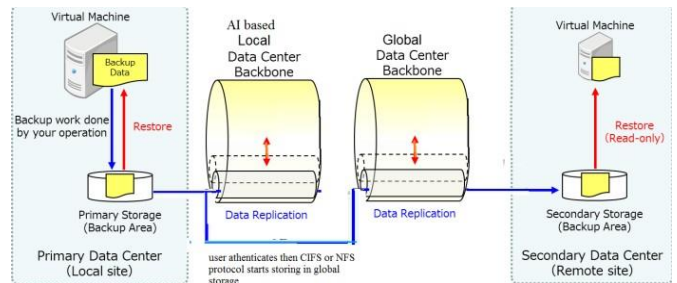 Virtual Machine
Backup
Data
Backup work done
by your operation
Restore
Primary Storage
(Backup Area)
Primary Data Center
(Local site)
AI based
Local
Data Center
Backbone
Data Replication
Global
Data Center
Backbone
Data Replication
user athenticates then CIFS or NFS
protocol starts storing in global
storage
Virtual Machine
Restore
(Read-only)
Secondary Storage
(Backup Area)
Secondary Data Center
(Remote site)